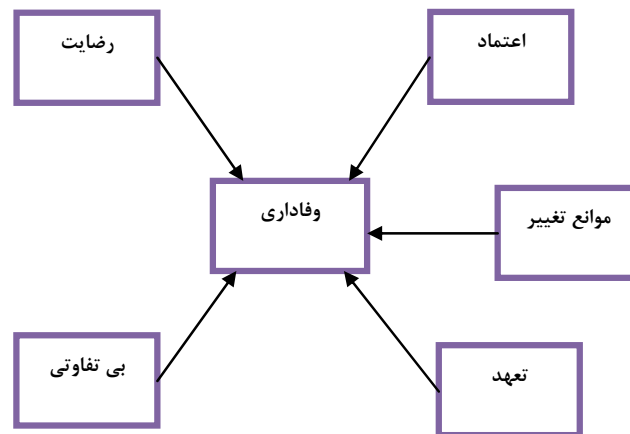 اعتماد
رضایت
موانع تغییر
وفاداری
تعهد
بی تفاوتی